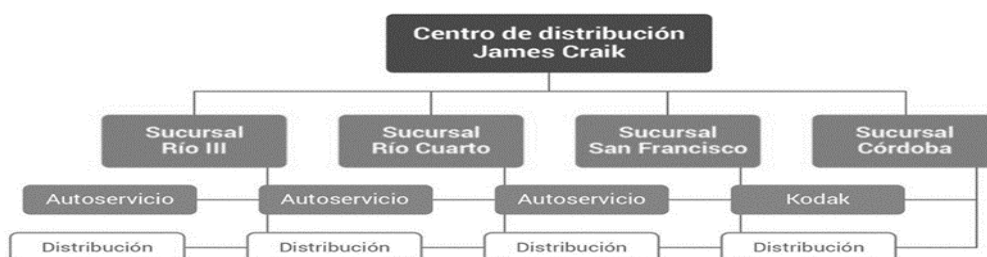 Centro de distribución
James Craik
Sucursal
Río III
Sucursal
Río Cuarto
Sucursal
San Francisco
Sucursal
Córdoba
Autoservicio
Autoservicio
Autoservicio
Kodak
Distribución
Distribución
Distribución
Distribución